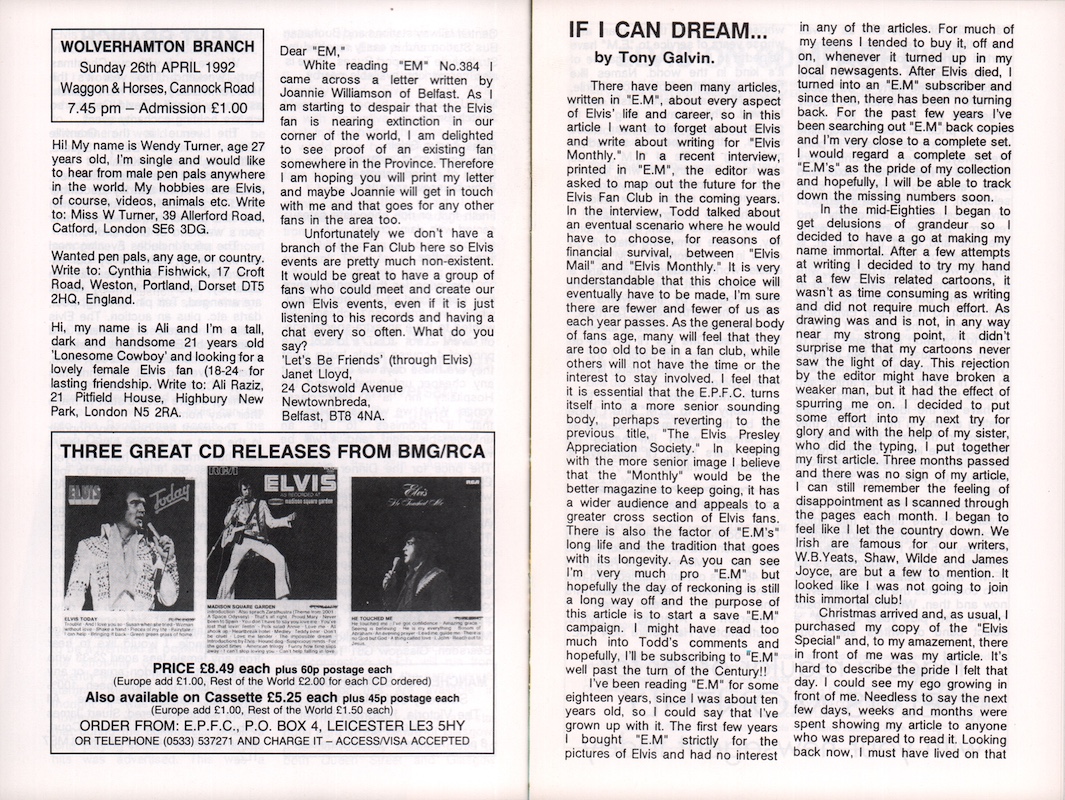 WOLVERHAMTON BRANCH
Sunday 26th APRIL 1992
Waggon & Horses, Cannock Road
7.45 pm – Admission £1.00
Hi! My name is Wendy Turner, age 27
years old, I'm single and would like
to hear from male pen pals anywhere
in the world. My hobbies are Elvis,
of course, videos, animals etc. Write
to: Miss W Turner, 39 Allerford Road,
Catford, London SE6 3DG.
Wanted pen pals, any age, or country.
Write to: Cynthia Fishwick, 17 Croft
Road, Weston, Portland, Dorset DT5
2HQ, England.
Hi, my name is Ali and I'm a tall,
dark and handsome 21 years old
'Lonesome Cowboy' and looking for a
lovely female Elvis fan (18-24 for
lasting friendship. Write to: Ali Raziz,
21 Pitfield House, Highbury New
Park, London N5 2RA.
Dear "EM,"
White reading "EM" No.384 I
came across a letter written by
Joannie Williamson of Belfast. As I
am starting to despair that the Elvis
fan is nearing extinction in our
corner of the world, I am delighted
to see proof of an existing fan
somewhere in the Province. Therefore
I am hoping you will print my letter
and maybe Joannie will get in touch
with me and that goes for any other
fans in the area too.
Unfortunately we don't have a
branch of the Fan Club here so Elvis
events are pretty much non-existent.
It would be great to have a group of
fans who could meet and create our
own Elvis events, even if it is just
listening to his records and having a
chat every so often. What do you
say?
'Let's Be Friends' (through Elvis)
Janet Lloyd,
24 Cotswold Avenue
Newtownbreda,
Belfast, BT8 4NA.
THREE GREAT CD RELEASES FROM BMG/RCA
ELVIS Today
ELVIS TODAY
RCA
ELVIS
AS RECORDED AT
madison square garden
MADISON SQUARE GARDEN
RCA
Elvis
He Touched Me
HE TOUCHED ME
PRICE £8.49 each plus 60p postage each
(Europe add £1.00, Rest of the World £2.00 for each CD ordered)
Also available on Cassette £5.25 each plus 45p postage each
(Europe add £1.00, Rest of the World £1.50 each)
ORDER FROM: E.P.F.C., P.O. BOX 4, LEICESTER LE3 5HY
OR TELEPHONE (0533) 537271 AND CHARGE IT – ACCESS/VISA ACCEPTED
IF I CAN DREAM...
by Tony Galvin.
There have been many articles,
written in "E.M", about every aspect
of Elvis' life and career, so in this
article I want to forget about Elvis
and write about writing for "Elvis
Monthly." In a recent interview,
printed in "E.M", the editor was
asked to map out the future for the
Elvis Fan Club in the coming years.
In the interview, Todd talked about
an eventual scenario where he would
have to choose, for reasons of
financial survival, between "Elvis
Mail" and "Elvis Monthly." It is very
understandable that this choice will
eventually have to be made, I'm sure
there are fewer and fewer of us as
each year passes. As the general body
of fans age, many will feel that they
are too old to be in a fan club, while
others will not have the time or the
interest to stay involved. I feel that
it is essential that the E.P.F.C. turns
itself into a more senior sounding
body, perhaps reverting to the
previous title, "The Elvis Presley
Appreciation Society." In keeping
with the more senior image I believe
that the "Monthly" would be the
better magazine to keep going, it has
a wider audience and appeals to a
greater cross section of Elvis fans.
There is also the factor of "E.M's"
long life and the tradition that goes
with its longevity. As you can see
I'm very much pro "E.M" but
hopefully the day of reckoning is still
a long way off and the purpose of
this article is to start a save "E.M"
campaign. I might have read too
much into Todd's comments and
hopefully, I'll be subscribing to "E.M"
well past the turn of the Century!!
I've been reading "E.M" for some
eighteen years, since I was about ten
years old, so I could say that I've
grown up with it. The first few years
I bought "E.M" strictly for the
pictures of Elvis and had no interest
in any of the articles. For much of
my teens I tended to buy it, off and
on, whenever it turned up in my
local newsagents. After Elvis died, I
turned into an "E.M" subscriber and
since then, there has been no turning
back. For the past few years I've
been searching out "E.M" back copies
and I'm very close to a complete set.
I would regard a complete set of
"E.M's" as the pride of my collection
and hopefully, I will be able to track
down the missing numbers soon.
In the mid-Eighties I began to
get delusions of grandeur so I
decided to have a go at making my
name immortal. After a few attempts
at writing I decided to try my hand
at a few Elvis related cartoons, it
wasn't as time consuming as writing
and did not require much effort. As
drawing was and is not, in any way
near my strong point, it didn't
surprise me that my cartoons never
saw the light of day. This rejection
by the editor might have broken a
weaker man, but it had the effect of
spurring me on. I decided to put
some effort into my next try for
glory and with the help of my sister,
who did the typing, I put together
my first article. Three months passed
and there was no sign of my article,
I can still remember the feeling of
disappointment as I scanned through
the pages each month. I began to
feel like I let the country down. We
Irish are famous for our writers,
W.B.Yeats, Shaw, Wilde and James
Joyce, are but a few to mention. It
looked like I was not going to join
this immortal club!
Christmas arrived and, as usual, I
purchased my copy of the "Elvis
Special" and, to my amazement, there
in front of me was my article. It's
hard to describe the pride I felt that
day. I could see my ego growing in
front of me. Needless to say the next
few days, weeks and months were
spent showing my article to anyone
who was prepared to read it. Looking
back now, I must have lived on that